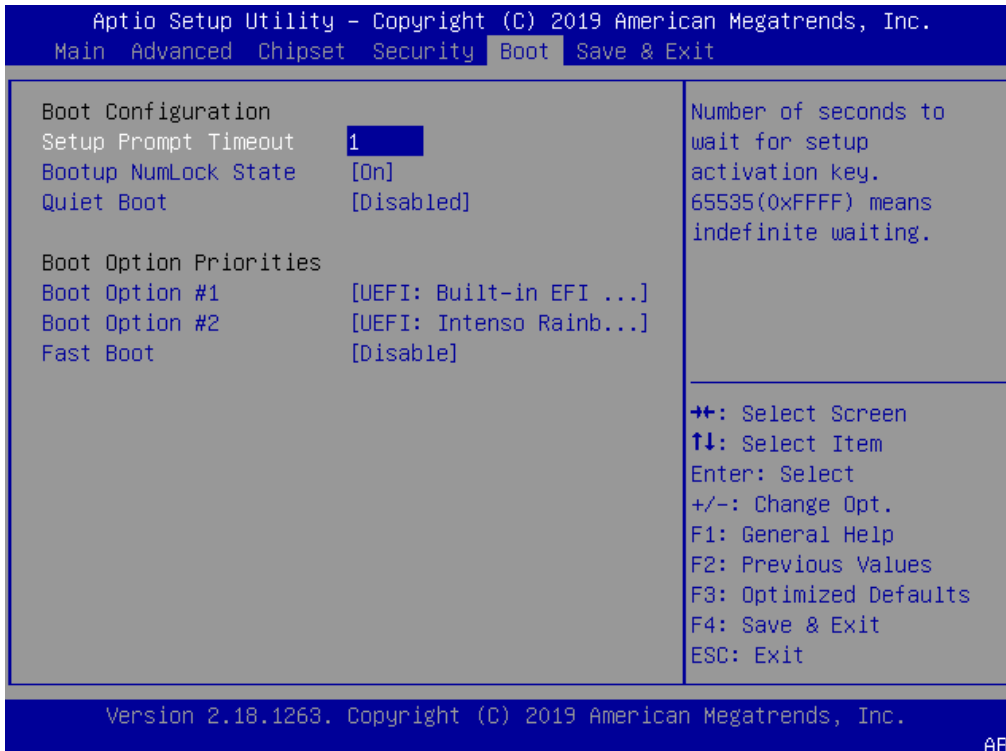 Aptio Setup Utility – Copyright (C) 2019 American Megatrends, Inc.
Main Advanced Chipset Security Boot Save & Exit
Boot Configuration
Setup Prompt Timeout 1
Bootup NumLock State [On]
Quiet Boot [Disabled]
Boot Option Priorities
Boot Option #1 [UEFI: Built-in EFI ...]
Boot Option #2 [UEFI: Intenso Rainb...]
Fast Boot [Disable]
Number of seconds to
wait for setup
activation key.
65535(0xFFFF) means
indefinite waiting.
→←: Select Screen
↑↓: Select Item
Enter: Select
+/-: Change Opt.
F1: General Help
F2: Previous Values
F3: Optimized Defaults
F4: Save & Exit
ESC: Exit
Version 2.18.1263. Copyright (C) 2019 American Megatrends, Inc.